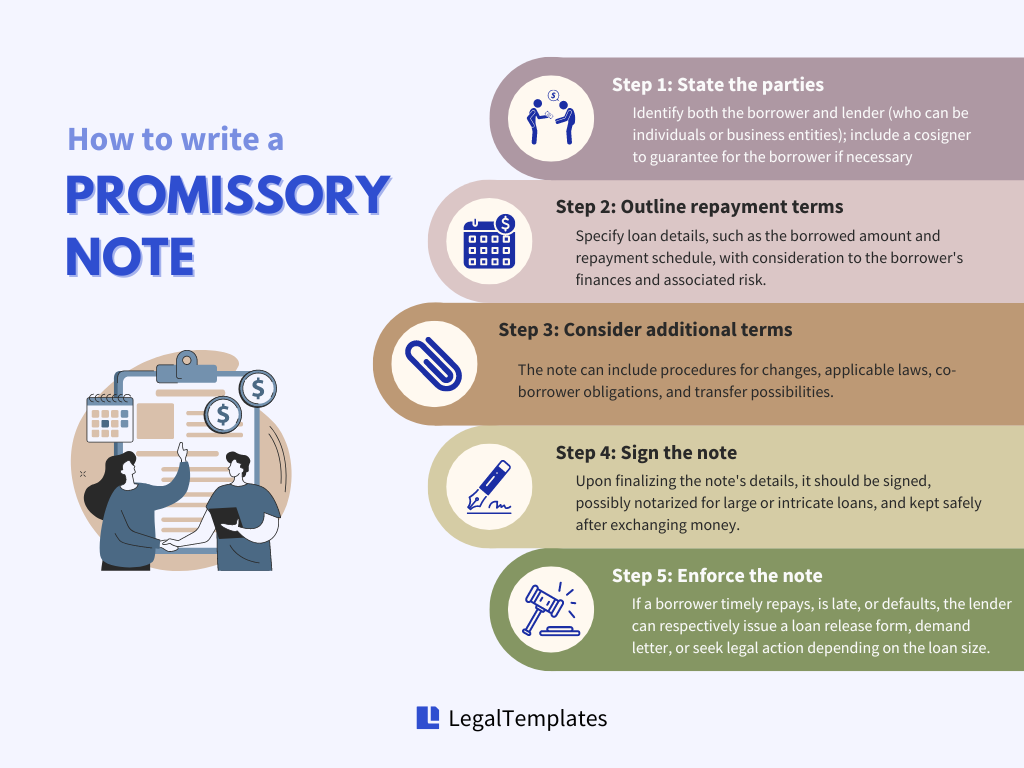 How to write a
PROMISSORY
NOTE
Step 1: State the parties
Identify both the borrower and lender (who can be
individuals or business entities); include a cosigner
to guarantee for the borrower if necessary
Step 2: Outline repayment terms
Specify loan details, such as the borrowed amount and
repayment schedule, with consideration to the borrower's
finances and associated risk.
Step 3: Consider additional terms
The note can include procedures for changes, applicable laws, co-
borrower obligations, and transfer possibilities.
Step 4: Sign the note
Upon finalizing the note's details, it should be signed,
possibly notarized for large or intricate loans, and kept safely
after exchanging money.
Step 5: Enforce the note
If a borrower timely repays, is late, or defaults, the lender
can respectively issue a loan release form, demand
letter, or seek legal action depending on the loan size.
$
$
$
$
LegalTemplates